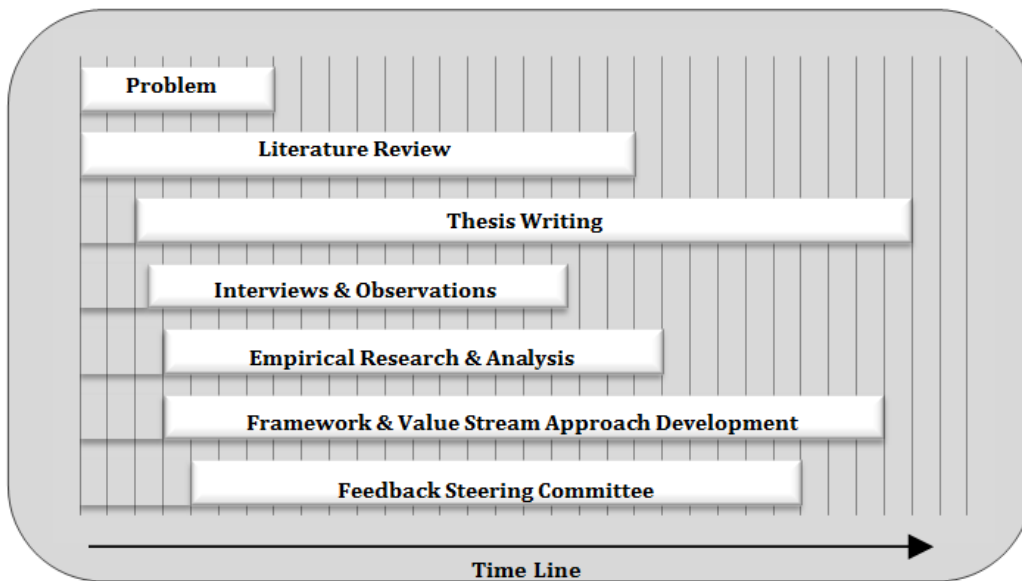 Problem
Literature Review
Thesis Writing
Interviews & Observations
Empirical Research & Analysis
Framework & Value Stream Approach Development
Feedback Steering Committee
Time Line